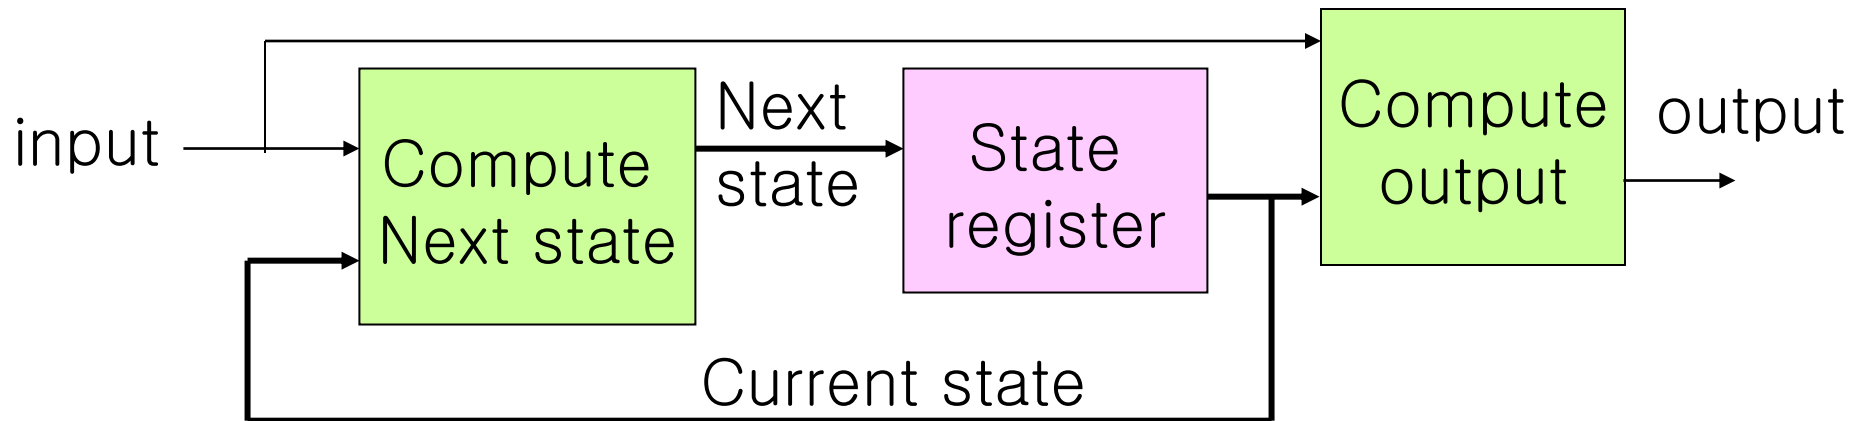 input
Compute
Next state
Next
state
State
register
Compute
output
output
Current state